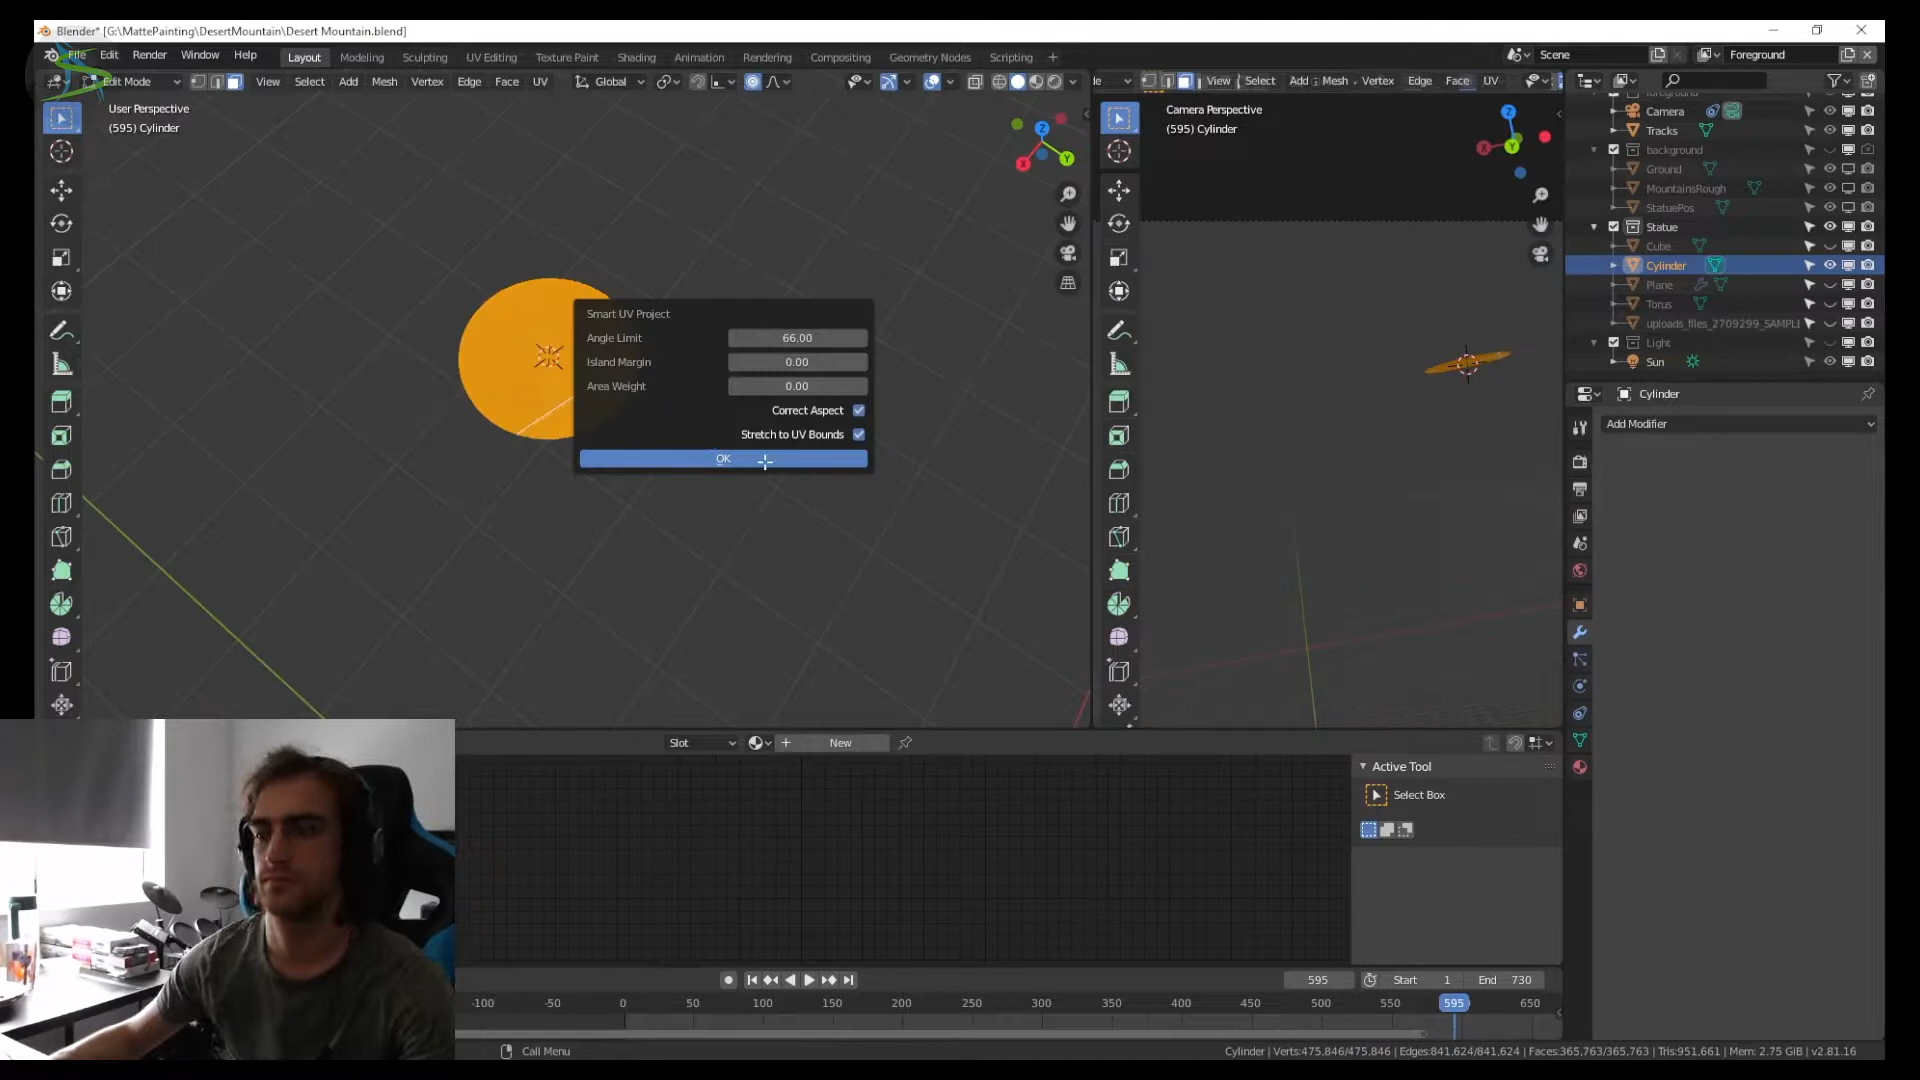 Blender* [G:\MattePainting\DesertMountain\Desert Mountain.blend]
File Edit Render Window Help Layout Modeling Sculpting UV Editing Texture Paint Shading Animation Rendering Compositing Geometry Nodes Scripting + Scene Foreground
Edit Mode View Select Add Mesh Vertex Edge Face UV Global
de View Select Add Mesh Vertex Edge Face UV
User Perspective
(595) Cylinder
Camera Perspective
(595) Cylinder
Z
X
Y
Z
Y
Camera
Tracks
background
Ground
MountainsRough
StatuePos
Statue
Cube
Cylinder
Plane
Torus
uploads_files_2709299_SAMPLE
Light
Sun
Smart UV Project
Angle Limit 66.00
Island Margin 0.00
Area Weight 0.00
Correct Aspect
Stretch to UV Bounds
OK
Cylinder
Add Modifier
Slot New
Active Tool
Select Box
595 Start 1 End 730
-100 -50 0 50 100 150 200 250 300 350 400 450 500 550 595 650
Call Menu
Cylinder | Verts:475,846/475,846 | Edges:841,624/841,624 | Faces:365,763/365,763 | Tris:951,661 | Mem: 2.75 GiB | v2.81.16